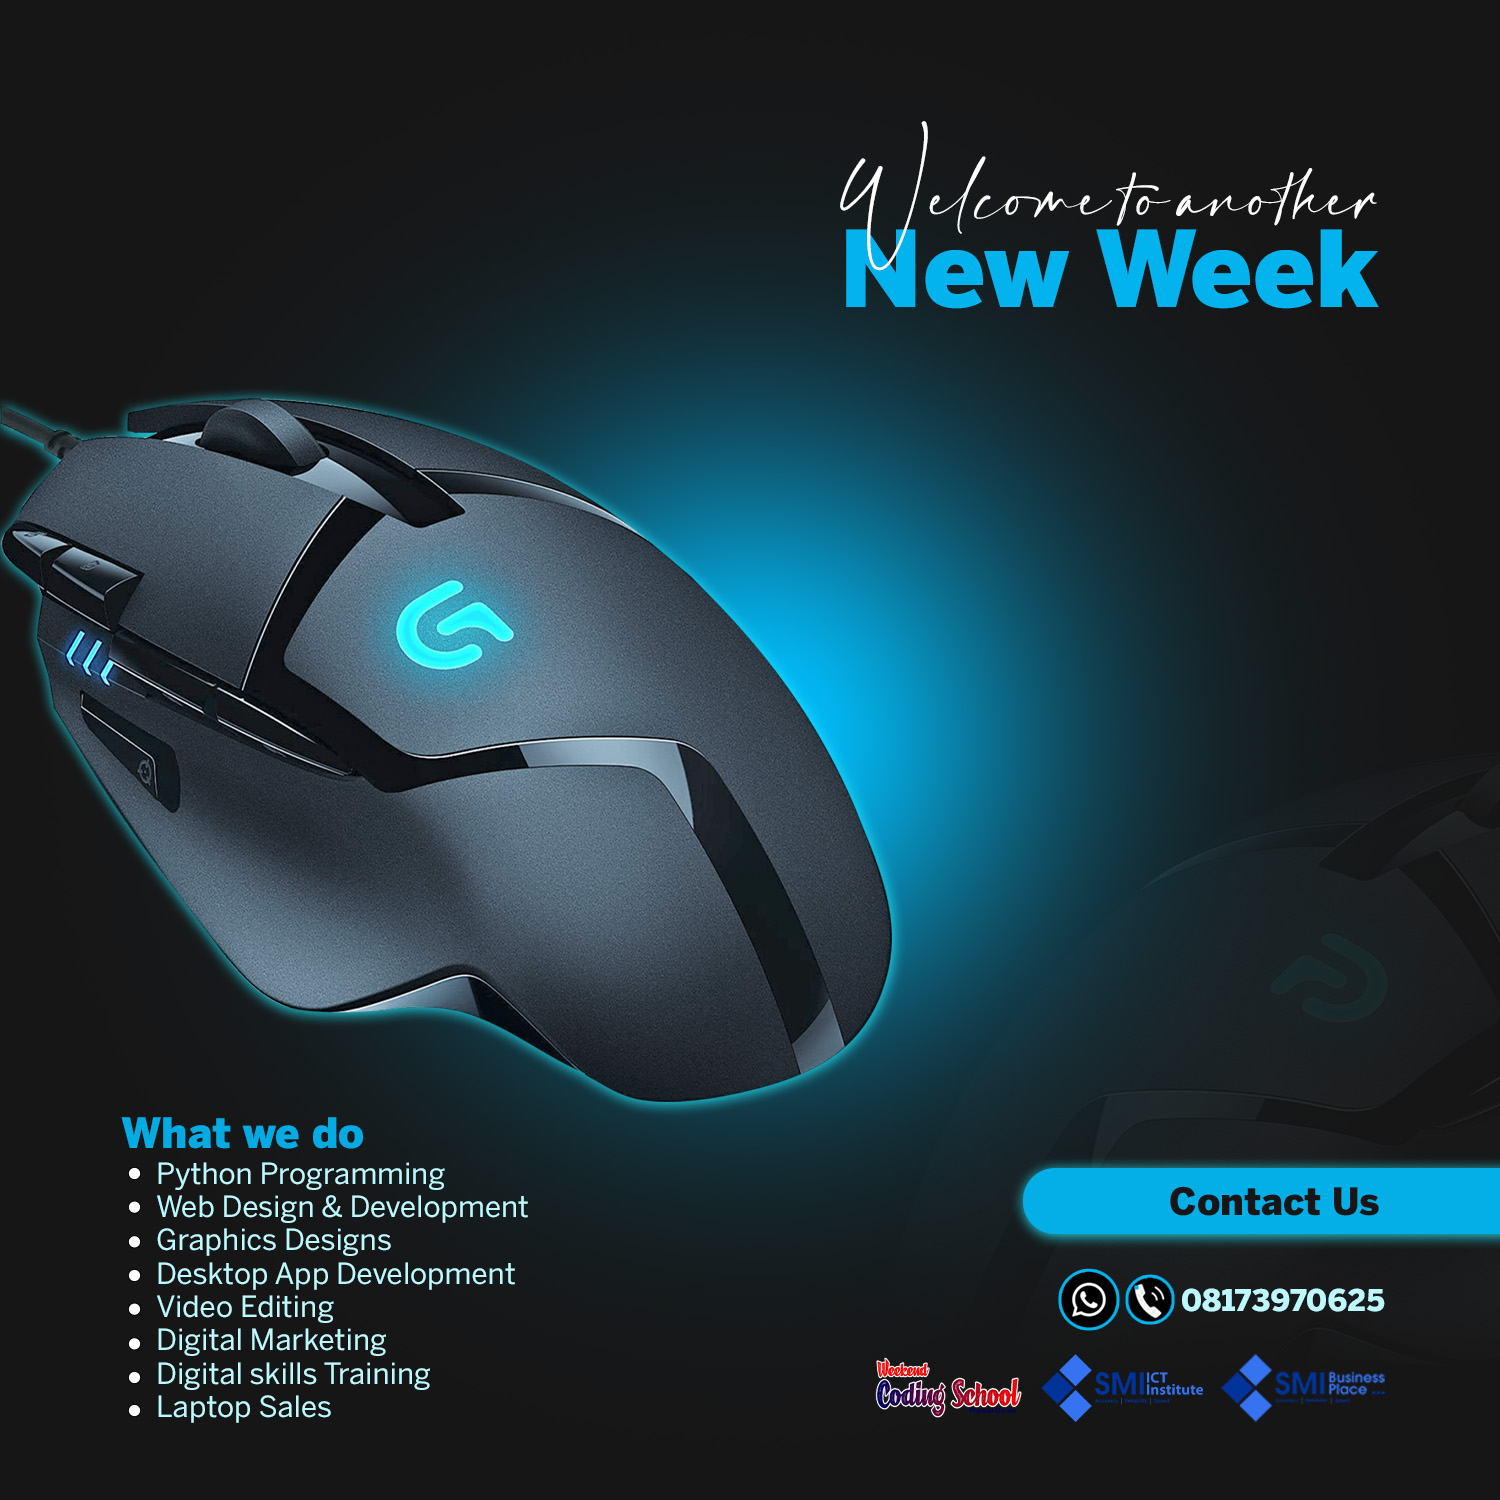 Welcome to another
New Week
What we do
Python Programming
Web Design & Development
Graphics Designs
Desktop App Development
Video Editing
Digital Marketing
Digital skills Training
Laptop Sales
Contact Us
08173970625
Weekend
Coding School
SMI ICT
Institute
SMI Business
Place